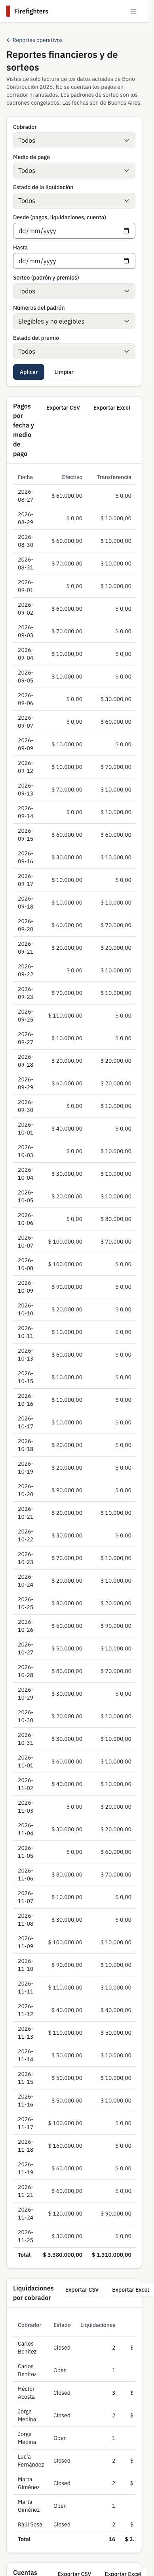 Firefighters
← Reportes operativos
Reportes financieros y de
sorteos
Vistas de solo lectura de los datos actuales de Bono
Contribución 2026. No se cuentan los pagos en
borrador ni anulados. Los padrones de sorteo son los
padrones congelados. Las fechas son de Buenos Aires.
Cobrador
Todos
Medio de pago
Todos
Estado de la liquidación
Todos
Desde (pagos, liquidaciones, cuenta)
dd/mm/yyyy
Hasta
dd/mm/yyyy
Sorteo (padrón y premios)
Todos
Números del padrón
Elegibles y no elegibles
Estado del premio
Todos
Aplicar Limpiar
Pagos por fecha y medio de pago Exportar CSV Exportar Excel
Fecha Efectivo Transferencia
2026-08-27 $ 60.000,00 $ 0,00
2026-08-29 $ 0,00 $ 10.000,00
2026-08-30 $ 60.000,00 $ 10.000,00
2026-08-31 $ 70.000,00 $ 10.000,00
2026-09-01 $ 0,00 $ 10.000,00
2026-09-02 $ 60.000,00 $ 0,00
2026-09-03 $ 70.000,00 $ 0,00
2026-09-04 $ 10.000,00 $ 0,00
2026-09-05 $ 10.000,00 $ 0,00
2026-09-06 $ 0,00 $ 30.000,00
2026-09-07 $ 0,00 $ 60.000,00
2026-09-09 $ 10.000,00 $ 0,00
2026-09-12 $ 10.000,00 $ 70.000,00
2026-09-13 $ 70.000,00 $ 10.000,00
2026-09-14 $ 0,00 $ 10.000,00
2026-09-15 $ 60.000,00 $ 60.000,00
2026-09-16 $ 30.000,00 $ 10.000,00
2026-09-17 $ 10.000,00 $ 0,00
2026-09-18 $ 10.000,00 $ 10.000,00
2026-09-20 $ 60.000,00 $ 70.000,00
2026-09-21 $ 20.000,00 $ 20.000,00
2026-09-22 $ 0,00 $ 10.000,00
2026-09-23 $ 70.000,00 $ 10.000,00
2026-09-25 $ 110.000,00 $ 0,00
2026-09-27 $ 10.000,00 $ 0,00
2026-09-28 $ 20.000,00 $ 20.000,00
2026-09-29 $ 60.000,00 $ 20.000,00
2026-09-30 $ 0,00 $ 10.000,00
2026-10-01 $ 40.000,00 $ 0,00
2026-10-03 $ 0,00 $ 10.000,00
2026-10-04 $ 30.000,00 $ 10.000,00
2026-10-05 $ 20.000,00 $ 10.000,00
2026-10-06 $ 0,00 $ 80.000,00
2026-10-07 $ 100.000,00 $ 70.000,00
2026-10-08 $ 100.000,00 $ 0,00
2026-10-09 $ 90.000,00 $ 0,00
2026-10-10 $ 20.000,00 $ 0,00
2026-10-11 $ 10.000,00 $ 0,00
2026-10-13 $ 60.000,00 $ 0,00
2026-10-15 $ 10.000,00 $ 0,00
2026-10-16 $ 10.000,00 $ 0,00
2026-10-17 $ 10.000,00 $ 0,00
2026-10-18 $ 20.000,00 $ 0,00
2026-10-19 $ 20.000,00 $ 0,00
2026-10-20 $ 90.000,00 $ 0,00
2026-10-21 $ 20.000,00 $ 10.000,00
2026-10-22 $ 30.000,00 $ 0,00
2026-10-23 $ 70.000,00 $ 10.000,00
2026-10-24 $ 20.000,00 $ 10.000,00
2026-10-25 $ 80.000,00 $ 20.000,00
2026-10-26 $ 50.000,00 $ 90.000,00
2026-10-27 $ 50.000,00 $ 10.000,00
2026-10-28 $ 80.000,00 $ 70.000,00
2026-10-29 $ 30.000,00 $ 0,00
2026-10-30 $ 20.000,00 $ 10.000,00
2026-10-31 $ 30.000,00 $ 10.000,00
2026-11-01 $ 60.000,00 $ 10.000,00
2026-11-02 $ 40.000,00 $ 10.000,00
2026-11-03 $ 0,00 $ 20.000,00
2026-11-04 $ 30.000,00 $ 20.000,00
2026-11-05 $ 0,00 $ 60.000,00
2026-11-06 $ 80.000,00 $ 70.000,00
2026-11-07 $ 10.000,00 $ 0,00
2026-11-08 $ 30.000,00 $ 0,00
2026-11-09 $ 100.000,00 $ 10.000,00
2026-11-10 $ 90.000,00 $ 10.000,00
2026-11-11 $ 110.000,00 $ 10.000,00
2026-11-12 $ 40.000,00 $ 40.000,00
2026-11-13 $ 110.000,00 $ 50.000,00
2026-11-14 $ 50.000,00 $ 10.000,00
2026-11-15 $ 50.000,00 $ 10.000,00
2026-11-16 $ 50.000,00 $ 10.000,00
2026-11-17 $ 100.000,00 $ 0,00
2026-11-18 $ 160.000,00 $ 0,00
2026-11-19 $ 60.000,00 $ 0,00
2026-11-21 $ 60.000,00 $ 0,00
2026-11-24 $ 120.000,00 $ 90.000,00
2026-11-25 $ 30.000,00 $ 0,00
Total $ 3.380.000,00 $ 1.310.000,00
Liquidaciones por cobrador Exportar CSV Exportar Excel
Cobrador Estado Liquidaciones
Carlos Benítez Closed 2 $
Carlos Benítez Open 1
Héctor Acosta Closed 3 $
Jorge Medina Closed 2 $
Jorge Medina Open 1
Lucía Fernández Closed 2 $
Marta Giménez Closed 2 $
Marta Giménez Open 1
Raúl Sosa Closed 2 $
Total 16 $ 3.
Cuentas Exportar CSV Exportar Excel